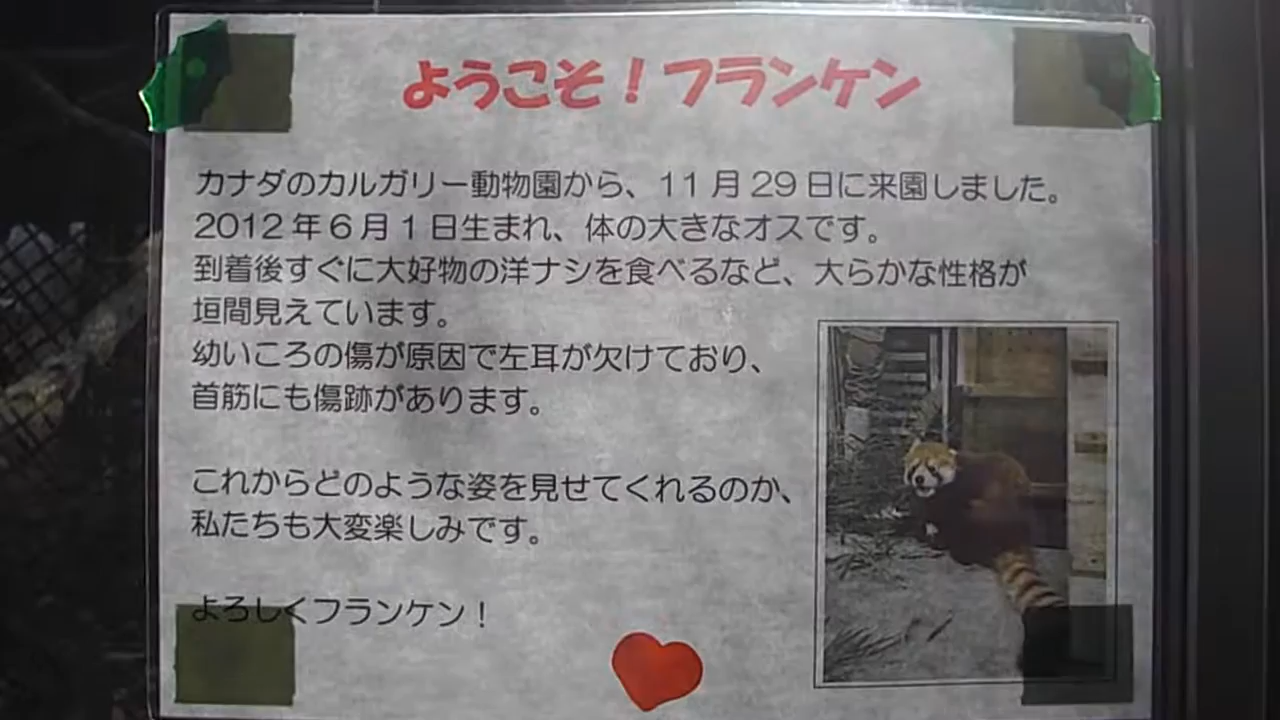 ようこそ！フランケン
カナダのカルガリー動物園から、11月29日に来園しました。
2012年6月1日生まれ、体の大きなオスです。
到着後すぐに大好物の洋ナシを食べるなど、大らかな性格が
垣間見えています。
幼いころの傷が原因で左耳が欠けており、
首筋にも傷跡があります。
これからどのような姿を見せてくれるのか、
私たちも大変楽しみです。
よろしくフランケン！